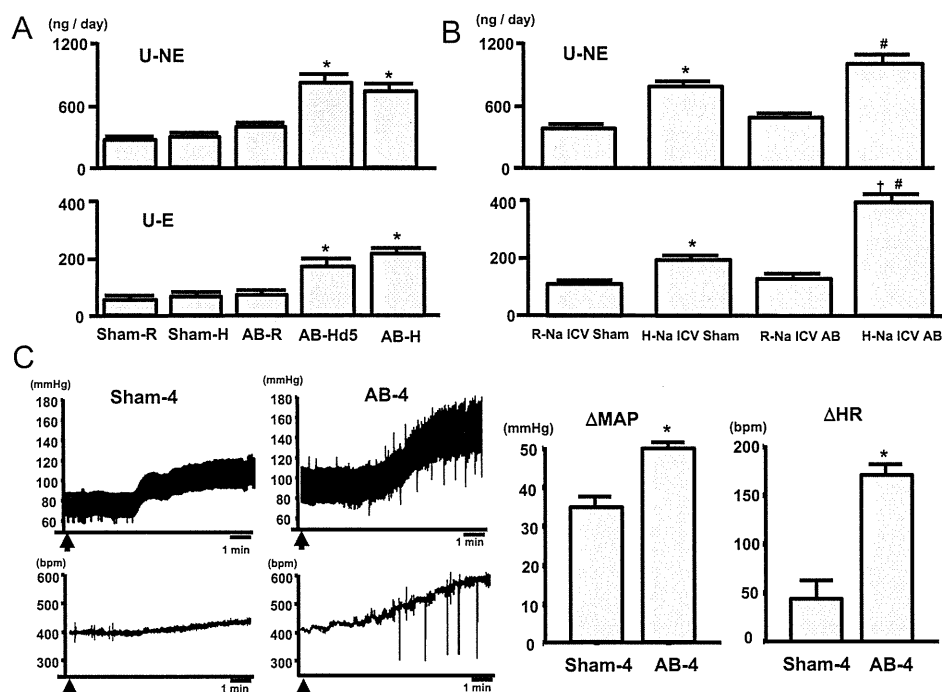 A
(ng / day)
U-NE
1200
600
0
* *
U-E
400
200
0
* *
Sham-R Sham-H AB-R AB-Hd5 AB-H
B
(ng / day)
U-NE
1200
600
0
* #
U-E
400
200
0
* † #
R-Na ICV Sham H-Na ICV Sham R-Na ICV AB H-Na ICV AB
C
(mmHg)
Sham-4
180
160
140
120
100
80
60
1 min
(bpm)
600
500
400
300
1 min
(mmHg)
AB-4
180
160
140
120
100
80
60
1 min
(bpm)
600
500
400
300
1 min
ΔMAP
(mmHg)
50
40
30
20
10
0
*
Sham-4 AB-4
ΔHR
(bpm)
200
150
100
50
0
*
Sham-4 AB-4